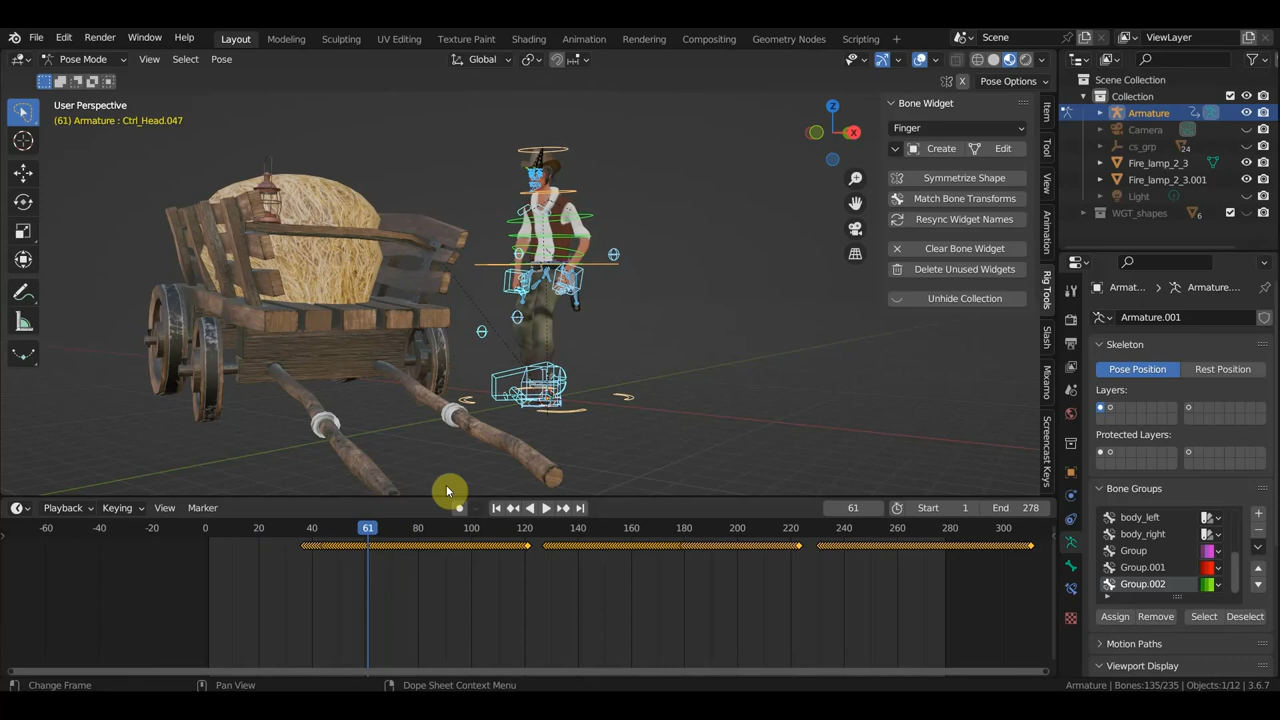 File Edit Render Window Help Layout Modeling Sculpting UV Editing Texture Paint Shading Animation Rendering Compositing Geometry Nodes Scripting + Scene ViewLayer
Pose Mode View Select Pose Global
X Pose Options
User Perspective
(61) Armature : Ctrl_Head.047
Z
X
Bone Widget
Finger
Create Edit
Symmetrize Shape
Match Bone Transforms
Resync Widget Names
Clear Bone Widget
Delete Unused Widgets
Unhide Collection
Item
Tool
View
Animation
Rig Tools
Slash
Mixamo
Screencast Keys
Scene Collection
Collection
Armature
Camera
cs_grp 24
Fire_lamp_2_3
Fire_lamp_2_3.001
Light
WGT_shapes 6
Armat... Armature....
Armature.001
Skeleton
Pose Position Rest Position
Layers:
Protected Layers:
Bone Groups
body_left
body_right
Group
Group.001
Group.002
Assign Remove Select Deselect
Motion Paths
Viewport Display
Playback Keying View Marker 61 Start 1 End 278
-60 -40 -20 0 20 40 61 80 100 120 140 160 180 200 220 240 260 280 300
Change Frame Pan View Dope Sheet Context Menu Armature | Bones:135/235 | Objects:1/12 | 3.6.7